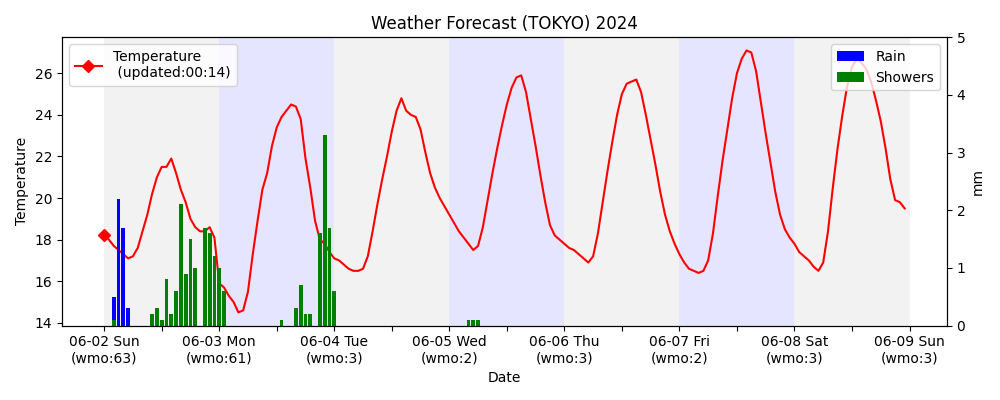 Weather Forecast (TOKYO) 2024
Temperature
(updated:00:14)
Rain
Showers
Temperature
26
24
22
20
18
16
14
5
4
3
2
1
0
mm
06-02 Sun
(wmo:63)
06-03 Mon
(wmo:61)
06-04 Tue
(wmo:3)
06-05 Wed
(wmo:2)
06-06 Thu
(wmo:3)
06-07 Fri
(wmo:2)
06-08 Sat
(wmo:3)
06-09 Sun
(wmo:3)
Date